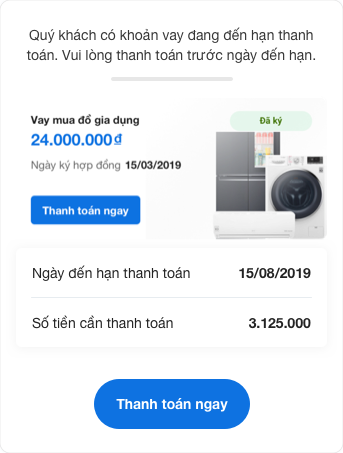 Quý khách có khoản vay đang đến hạn thanh
toán. Vui lòng thanh toán trước ngày đến hạn.
Vay mua đồ gia dụng
Đã ký
24.000.000₫
Ngày ký hợp đồng 15/03/2019
Thanh toán ngay
Ngày đến hạn thanh toán 15/08/2019
Số tiền cần thanh toán 3.125.000
Thanh toán ngay